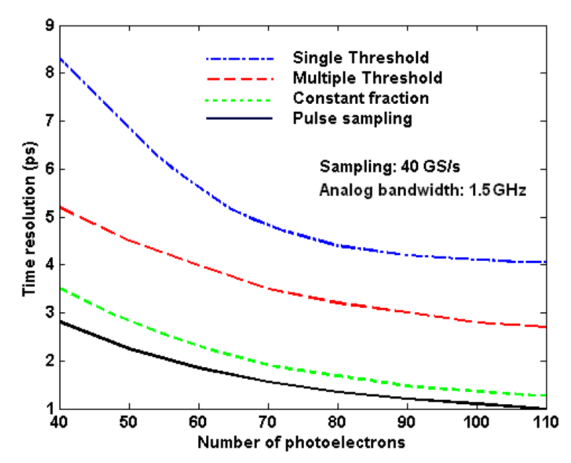 9
8
7
6
5
4
3
2
1
Time resolution (ps)
Single Threshold
Multiple Threshold
Constant fraction
Pulse sampling
Sampling: 40 GS/s
Analog bandwidth: 1.5GHz
40 50 60 70 80 90 100 110
Number of photoelectrons